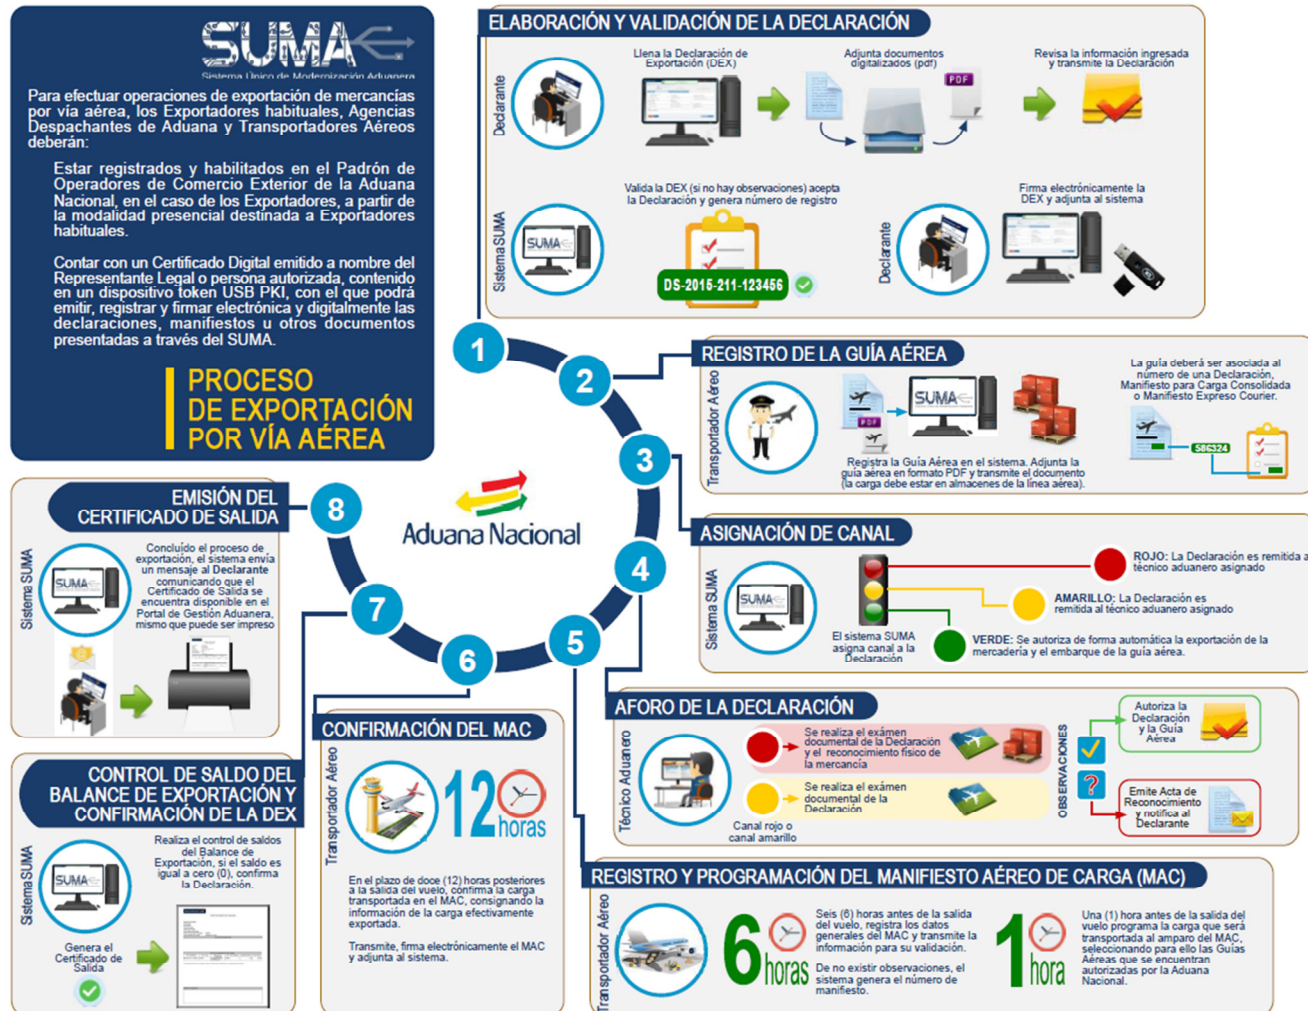 SUMA
Sistema Único de Modernización Aduanera
Para efectuar operaciones de exportación de mercancías
por vía aérea, los Exportadores habituales, Agencias
Despachantes de Aduana y Transportadores Aéreos
deberán:
Estar registrados y habilitados en el Padrón de
Operadores de Comercio Exterior de la Aduana
Nacional, en el caso de los Exportadores, a partir de
la modalidad presencial destinada a Exportadores
habituales.
Contar con un Certificado Digital emitido a nombre del
Representante Legal o persona autorizada, contenido
en un dispositivo token USB PKI, con el que podrá
emitir, registrar y firmar electrónica y digitalmente las
declaraciones, manifiestos u otros documentos
presentadas a través del SUMA.
PROCESO
DE EXPORTACIÓN
POR VÍA AÉREA
Aduana Nacional
1
2
3
4
5
6
7
8
ELABORACIÓN Y VALIDACIÓN DE LA DECLARACIÓN
Declarante
Llena la Declaración de
Exportación (DEX)
Adjunta documentos
digitalizados (pdf)
PDF
Revisa la información ingresada
y transmite la Declaración
Sistema SUMA
SUMA
Valida la DEX (si no hay observaciones) acepta
la Declaración y genera número de registro
DS-2015-211-123456
Declarante
Firma electrónicamente la
DEX y adjunta al sistema
REGISTRO DE LA GUÍA AÉREA
Transportador Aéreo
PDF
SUMA
Registra la Guía Aérea en el sistema. Adjunta la
guía aérea en formato PDF y transmite el documento
(la carga debe estar en almacenes de la línea aérea).
La guía deberá ser asociada al
número de una Declaración,
Manifiesto para Carga Consolidada
o Manifiesto Expreso Courier.
586324
ASIGNACIÓN DE CANAL
Sistema SUMA
SUMA
El sistema SUMA
asigna canal a la
Declaración
ROJO: La Declaración es remitida a
técnico aduanero asignado
AMARILLO: La Declaración es
remitida al técnico aduanero asignado
VERDE: Se autoriza de forma automática la exportación de la
mercadería y el embarque de la guía aérea.
AFORO DE LA DECLARACIÓN
Técnico Aduanero
Canal rojo o
canal amarillo
Se realiza el exámen
documental de la Declaración
y el reconocimiento físico de
la mercancía
Se realiza el exámen
documental de la
Declaración
OBSERVACIONES
?
Autoriza la
Declaración
y la Guía
Aérea
Emite Acta de
Reconocimiento
y notifica al
Declarante
REGISTRO Y PROGRAMACIÓN DEL MANIFIESTO AÉREO DE CARGA (MAC)
Transportador Aéreo
6
horas
Seis (6) horas antes de la salida
del vuelo, registra los datos
generales del MAC y transmite la
información para su validación.
De no existir observaciones, el
sistema genera el número de
manifiesto.
1
hora
Una (1) hora antes de la salida del
vuelo programa la carga que será
transportada al amparo del MAC,
seleccionando para ello las Guías
Aéreas que se encuentran
autorizadas por la Aduana
Nacional.
CONFIRMACIÓN DEL MAC
Transportador Aéreo
12
horas
En el plazo de doce (12) horas posteriores
a la salida del vuelo, confirma la carga
transportada en el MAC, consignando la
información de la carga efectivamente
exportada.
Transmite, firma electrónicamente el MAC
y adjunta al sistema.
CONTROL DE SALDO DEL
BALANCE DE EXPORTACIÓN Y
CONFIRMACIÓN DE LA DEX
Sistema SUMA
SUMA
Realiza el control de saldos
del Balance de
Exportación, si el saldo es
igual a cero (0), confirma
la Declaración.
Genera el
Certificado de
Salida
EMISIÓN DEL
CERTIFICADO DE SALIDA
Sistema SUMA
SUMA
Concluído el proceso de
exportación, el sistema envía
un mensaje al Declarante
comunicando que el
Certificado de Salida se
encuentra disponible en el
Portal de Gestión Aduanera,
mismo que puede ser impreso